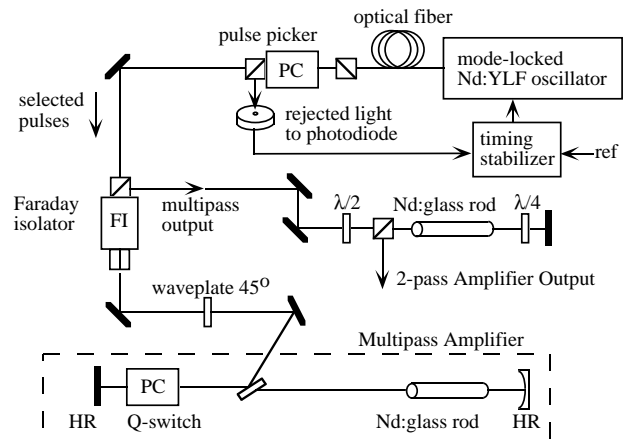 optical fiber
pulse picker
PC
mode-locked
Nd:YLF oscillator
selected
pulses
rejected light
to photodiode
timing
stabilizer
ref
Faraday
isolator
FI
multipass
output
λ/2
Nd:glass rod
λ/4
2-pass Amplifier Output
waveplate 45o
Multipass Amplifier
PC
HR
Q-switch
Nd:glass rod
HR